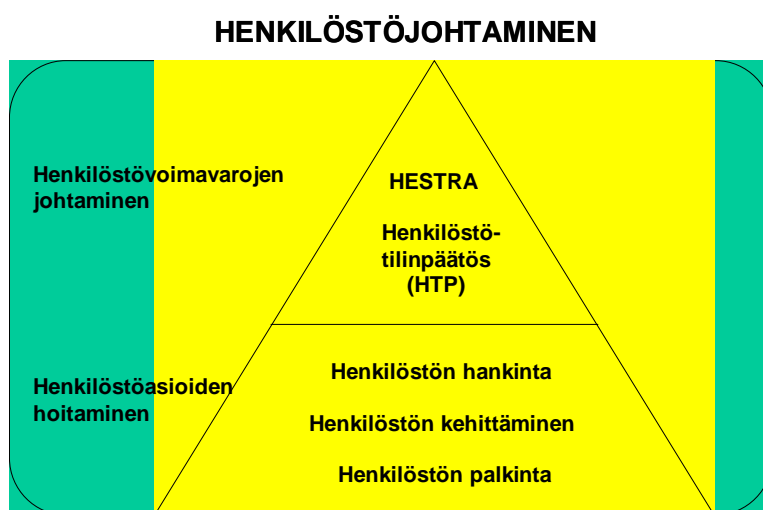 HENKILÖSTÖJOHTAMINEN
Henkilöstövoimavarojen
johtaminen
HESTRA
Henkilöstö-
tilinpäätös
(HTP)
Henkilöstöasioiden
hoitaminen
Henkilöstön hankinta
Henkilöstön kehittäminen
Henkilöstön palkinta